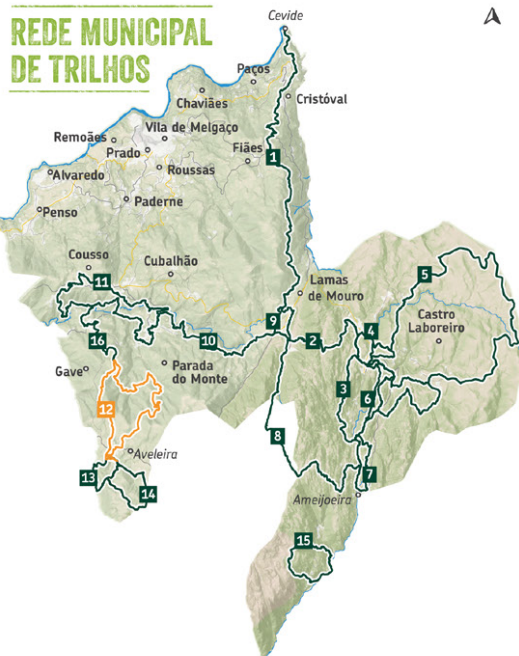 REDE MUNICIPAL
DE TRILHOS
Cevide
Paços
Chaviães
Cristóval
Remoães
Vila de Melgaço
Prado
Fiães
1
Alvaredo
Roussas
Penso
Paderne
Cousso
Cubalhão
11
5
Lamas
de Mouro
9
4
Castro
Laboreiro
16
10
2
Gave
Parada
do Monte
3
6
12
8
Aveleira
13
14
7
Ameijoeira
15